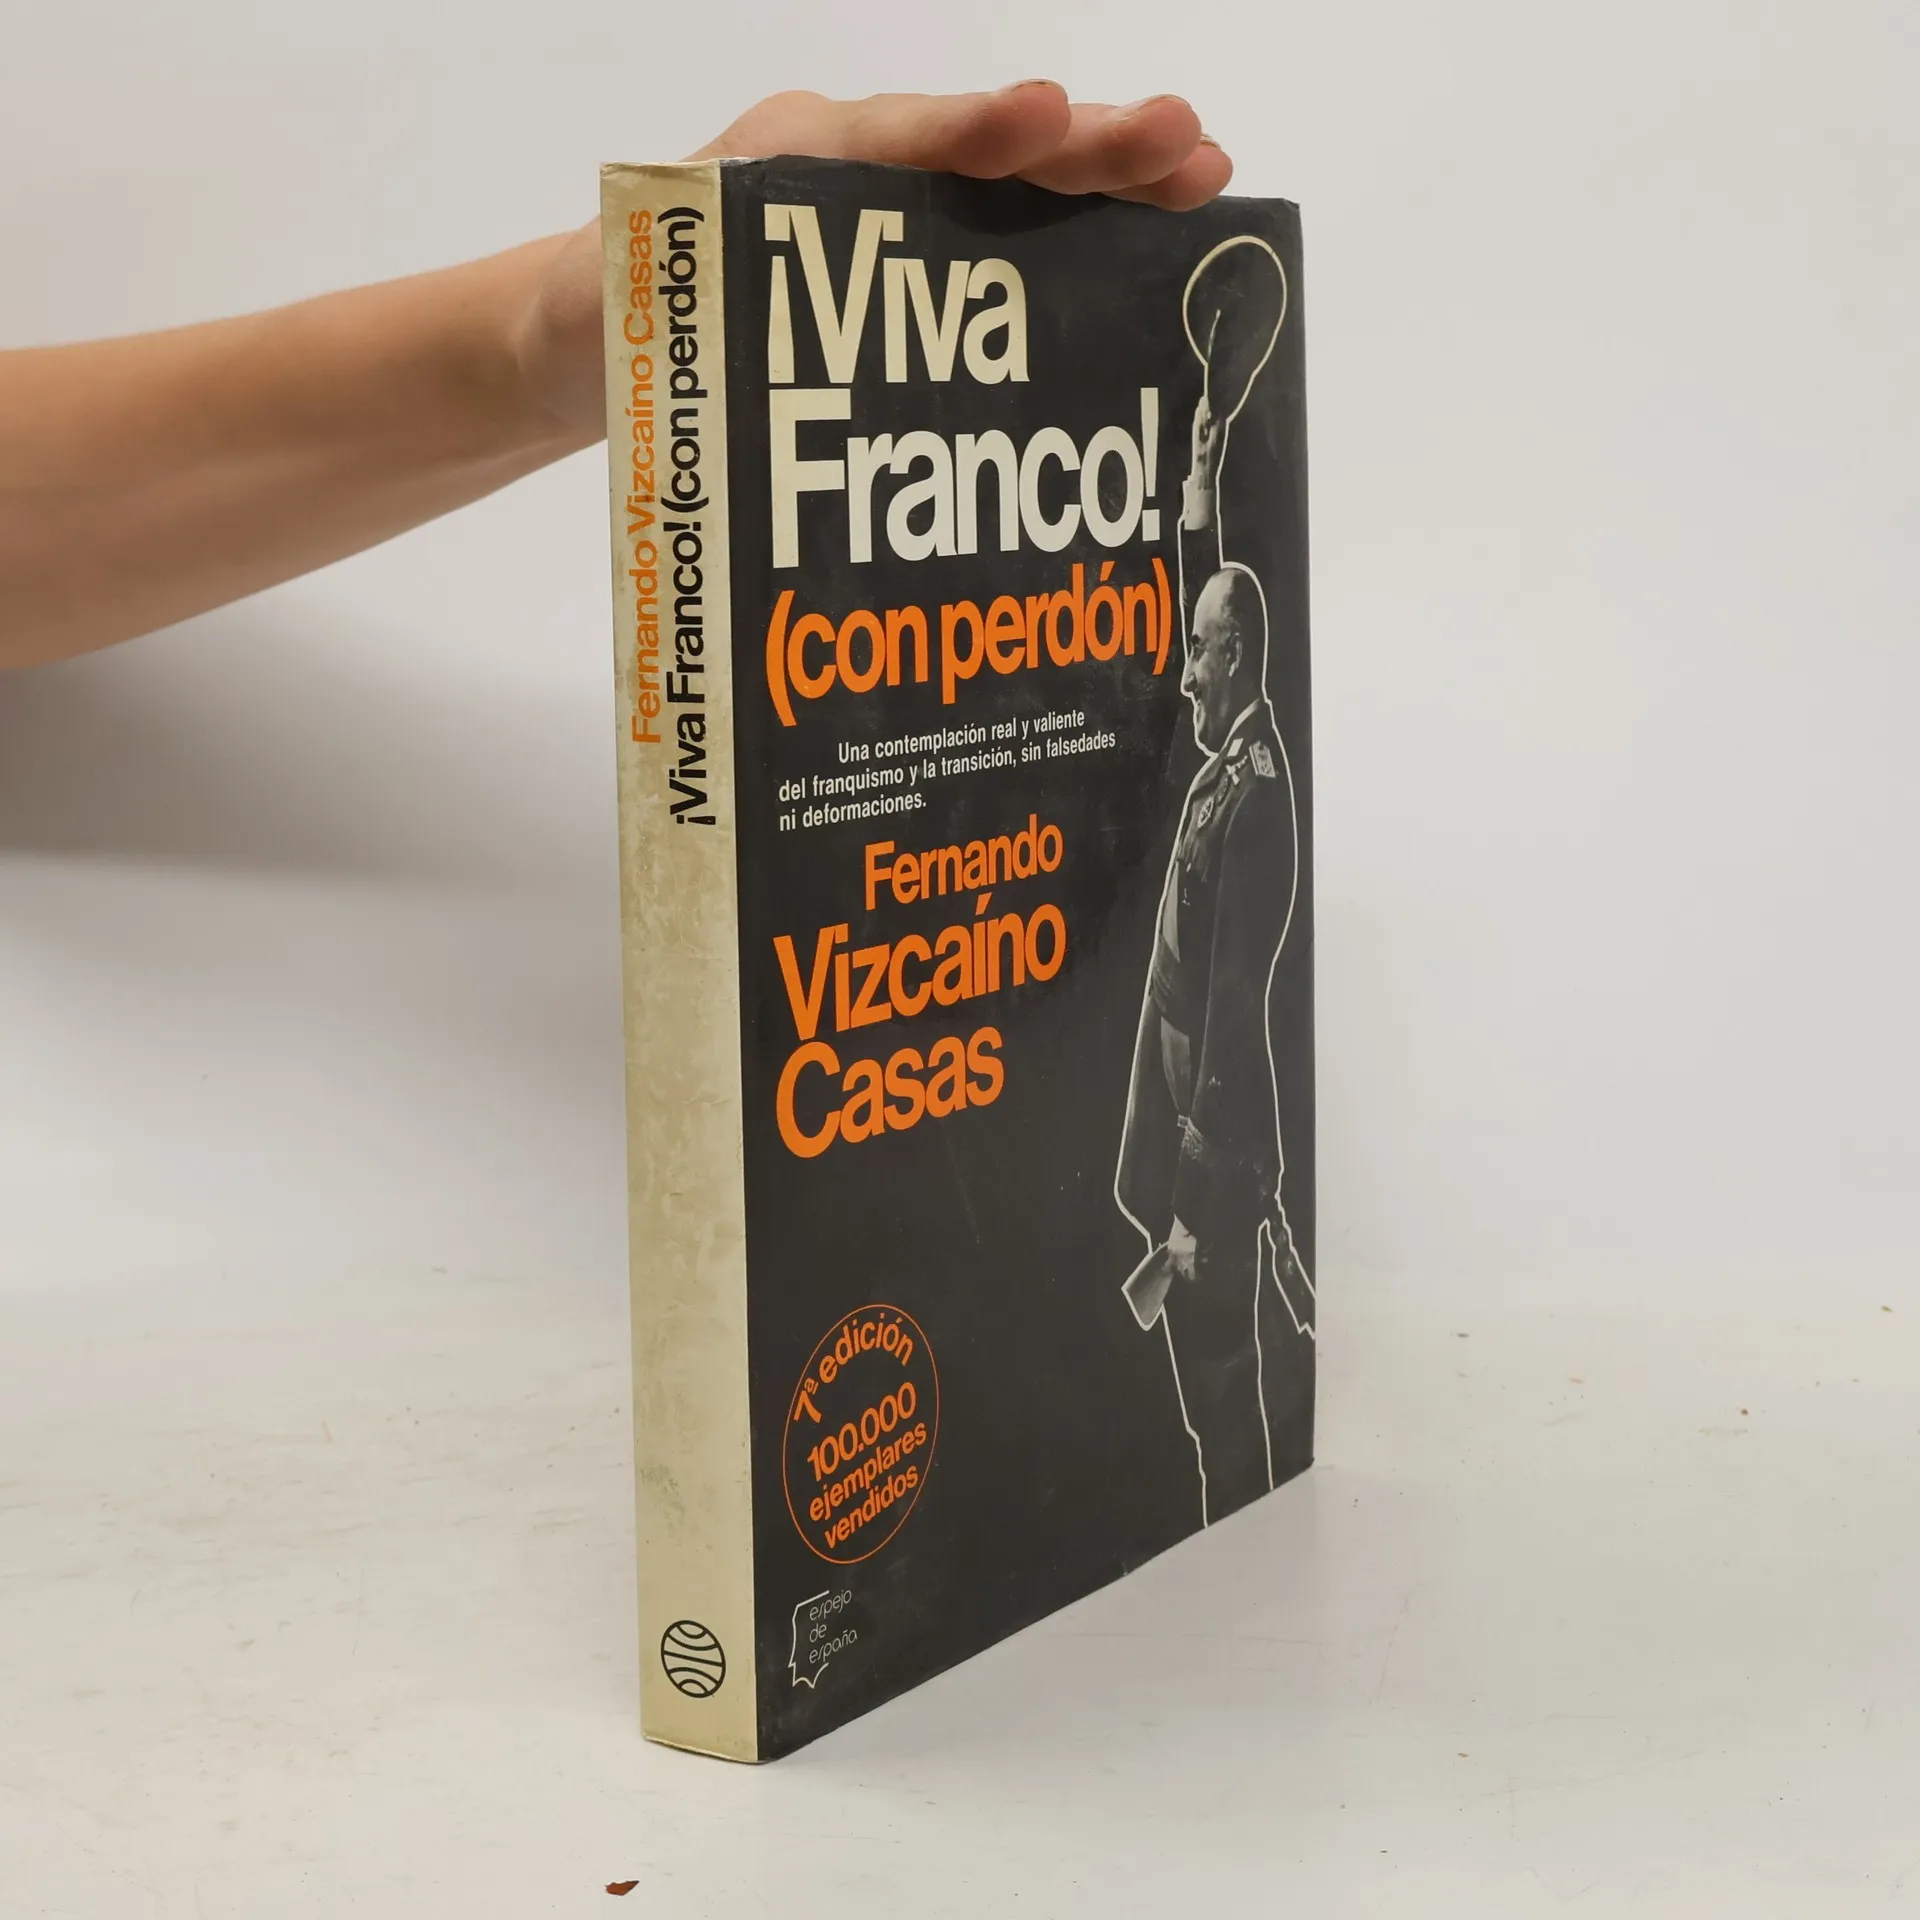 Fernando Vizcaíno Casas
¡Viva Franco! (con perdón)
¡Viva
Franco!
(con perdón)
Una contemplación real y valiente
del franquismo y la transición, sin falsedades
ni deformaciones.
Fernando
Vizcaíno
Casas
7ª edición
100.000
ejemplares
vendidos
espejo
de
españa